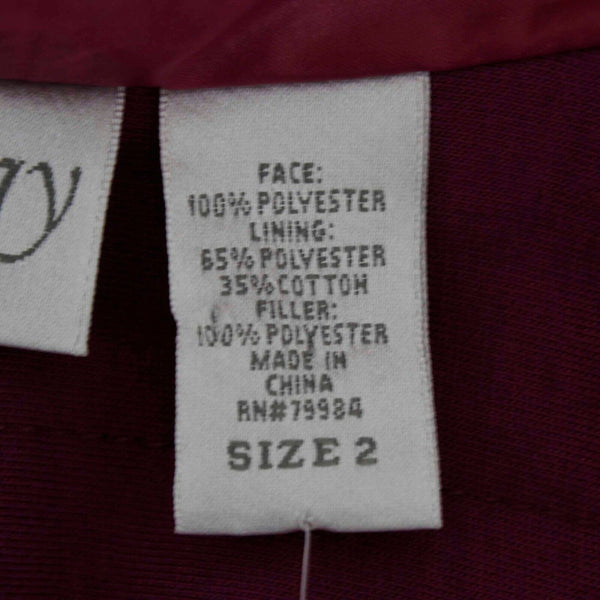 FACE:
100% POLYESTER
LINING:
65% POLYESTER
35% COTTON
FILLER:
100% POLYESTER
MADE IN
CHINA
RN#79984
SIZE 2